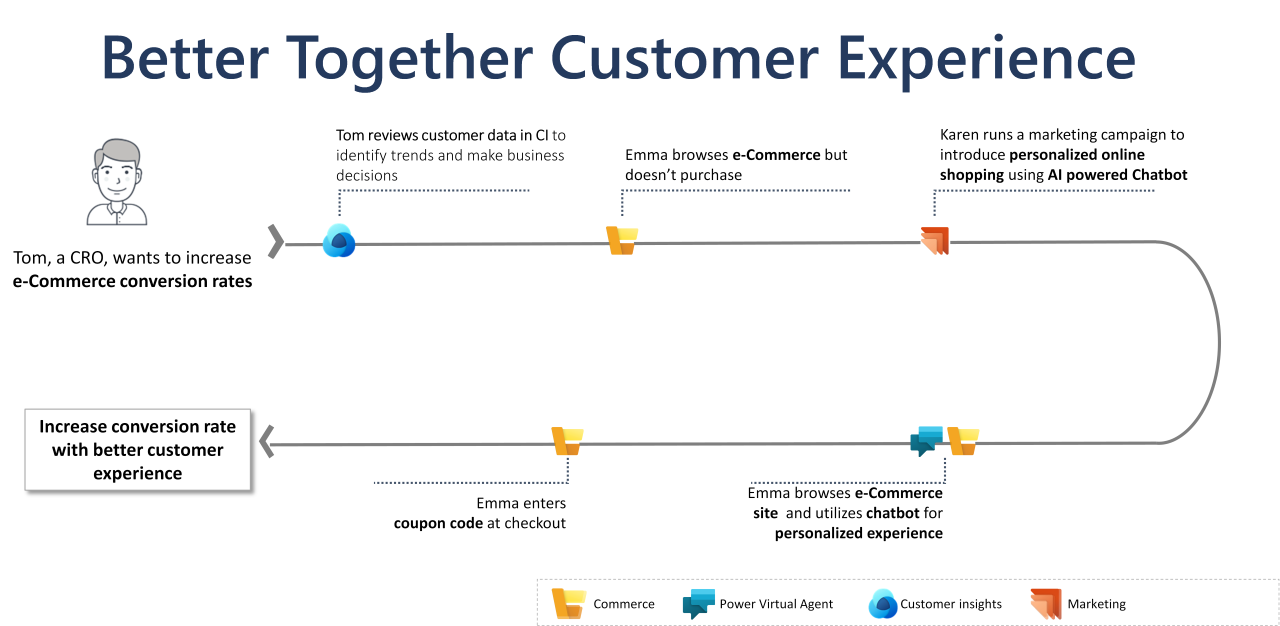 Better Together Customer Experience
Tom reviews customer data in CI to
identify trends and make business
decisions
Emma browses e-Commerce but
doesn’t purchase
Karen runs a marketing campaign to
introduce personalized online
shopping using AI powered Chatbot
Tom, a CRO, wants to increase
e-Commerce conversion rates
Increase conversion rate
with better customer
experience
Emma enters
coupon code at checkout
Emma browses e-Commerce
site and utilizes chatbot for
personalized experience
Commerce
Power Virtual Agent
Customer insights
Marketing